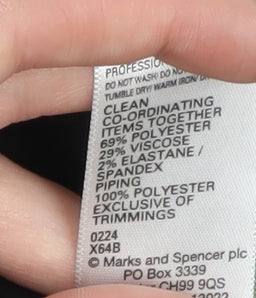 PROFESSION
DO NOT WASH/ DO NO
TUMBLE DRY/ WARM IRON/
CLEAN
CO-ORDINATING
ITEMS TOGETHER
69% POLYESTER
29% VISCOSE
2% ELASTANE /
SPANDEX
PIPING
100% POLYESTER
EXCLUSIVE OF
TRIMMINGS
0224
X64B
© Marks and Spencer plc
PO Box 3339
CH99 9QS